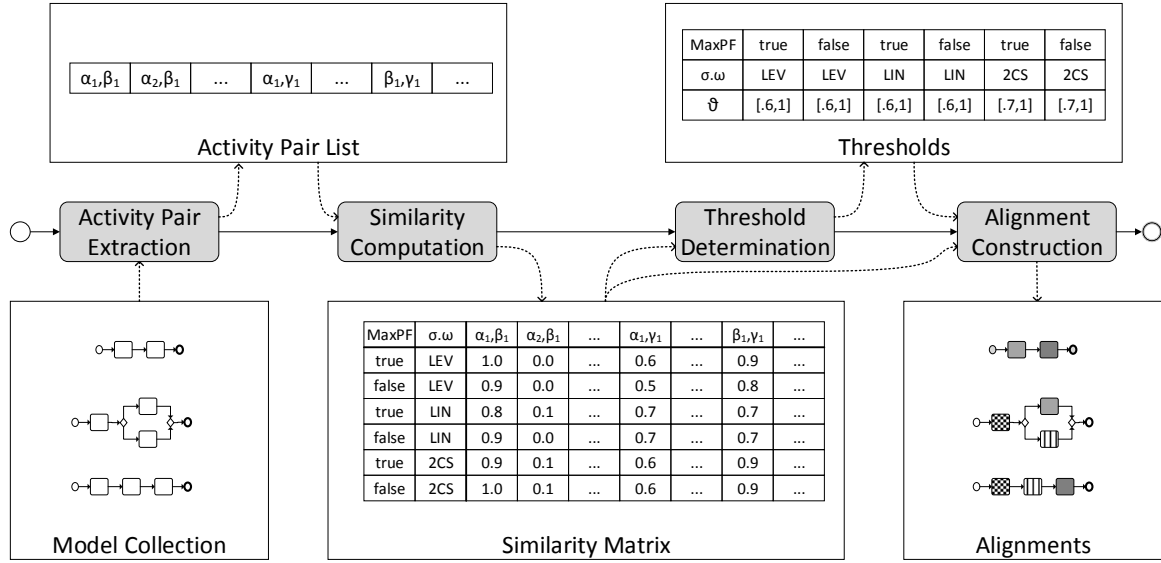 α1,β1 α2,β1 ... α1,γ1 ... β1,γ1 ...
Activity Pair List
MaxPF true false true false true false
σ.ω LEV LEV LIN LIN 2CS 2CS
ϑ [.6,1] [.6,1] [.6,1] [.6,1] [.7,1] [.7,1]
Thresholds
Activity Pair
Extraction
Similarity
Computation
Threshold
Determination
Alignment
Construction
Model Collection
MaxPF σ.ω α1,β1 α2,β1 ... α1,γ1 ... β1,γ1 ...
true LEV 1.0 0.0 ... 0.6 ... 0.9 ...
false LEV 0.9 0.0 ... 0.5 ... 0.8 ...
true LIN 0.8 0.1 ... 0.7 ... 0.7 ...
false LIN 0.9 0.0 ... 0.7 ... 0.7 ...
true 2CS 0.9 0.1 ... 0.6 ... 0.9 ...
false 2CS 1.0 0.1 ... 0.6 ... 0.9 ...
Similarity Matrix
Alignments